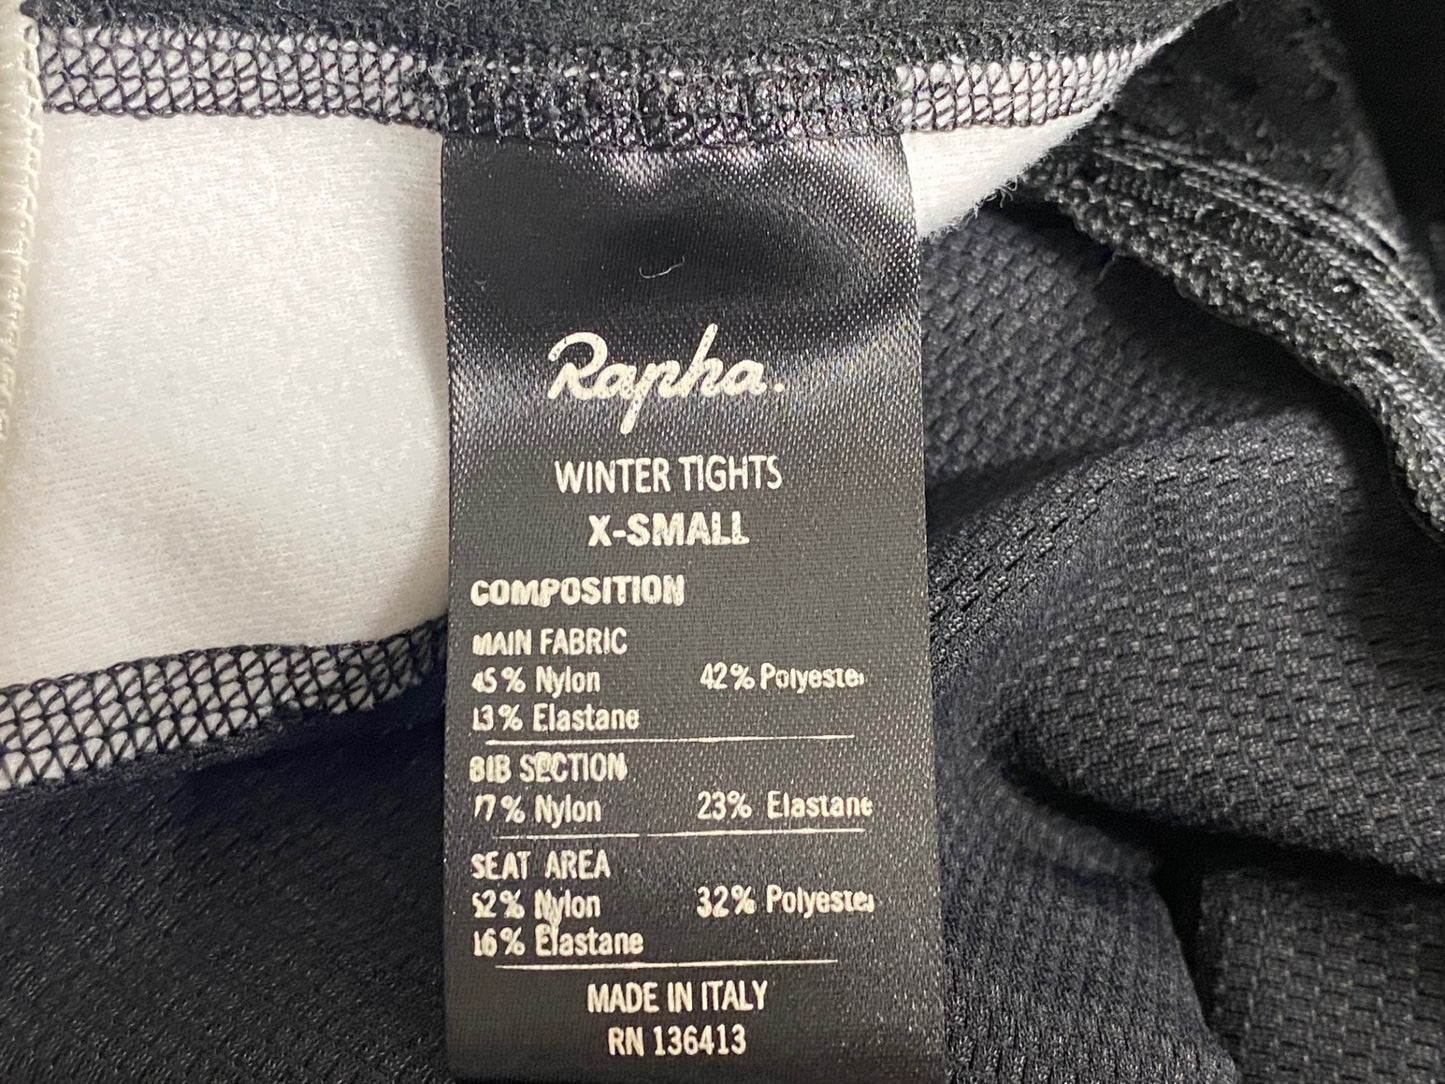 Rapha.
WINTER TIGHTS
X-SMALL
COMPOSITION
MAIN FABRIC
45% Nylon 42% Polyester
13% Elastane
BIB SECTION
77% Nylon 23% Elastane
SEAT AREA
52% Nylon 32% Polyester
16% Elastane
MADE IN ITALY
RN 136413